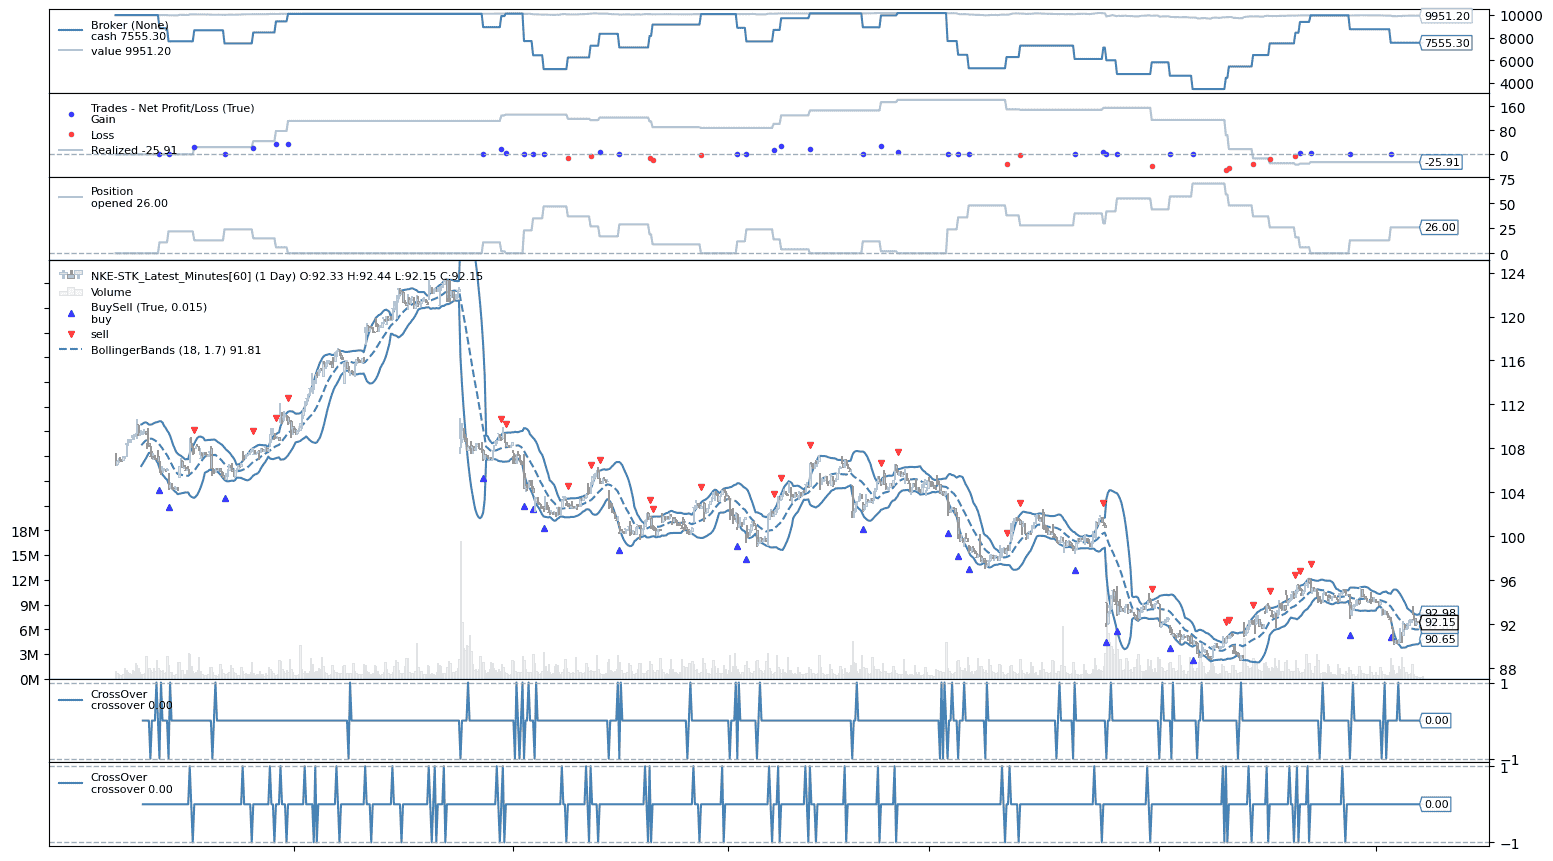 Broker (None)
cash 7555.30
value 9951.20
10000
8000
6000
4000
9951.20
7555.30
Trades - Net Profit/Loss (True)
Gain
Loss
Realized -25.91
160
80
0
-25.91
Position
opened 26.00
75
50
25
0
26.00
NKE-STK_Latest_Minutes[60] (1 Day) O:92.33 H:92.44 L:92.15 C:92.15
Volume
BuySell (True, 0.015)
buy
sell
BollingerBands (18, 1.7) 91.81
124
120
116
112
108
104
100
96
92
88
18M
15M
12M
9M
6M
3M
0M
92.98
92.15
90.65
CrossOver
crossover 0.00
1
0.00
−1
CrossOver
crossover 0.00
1
0.00
−1